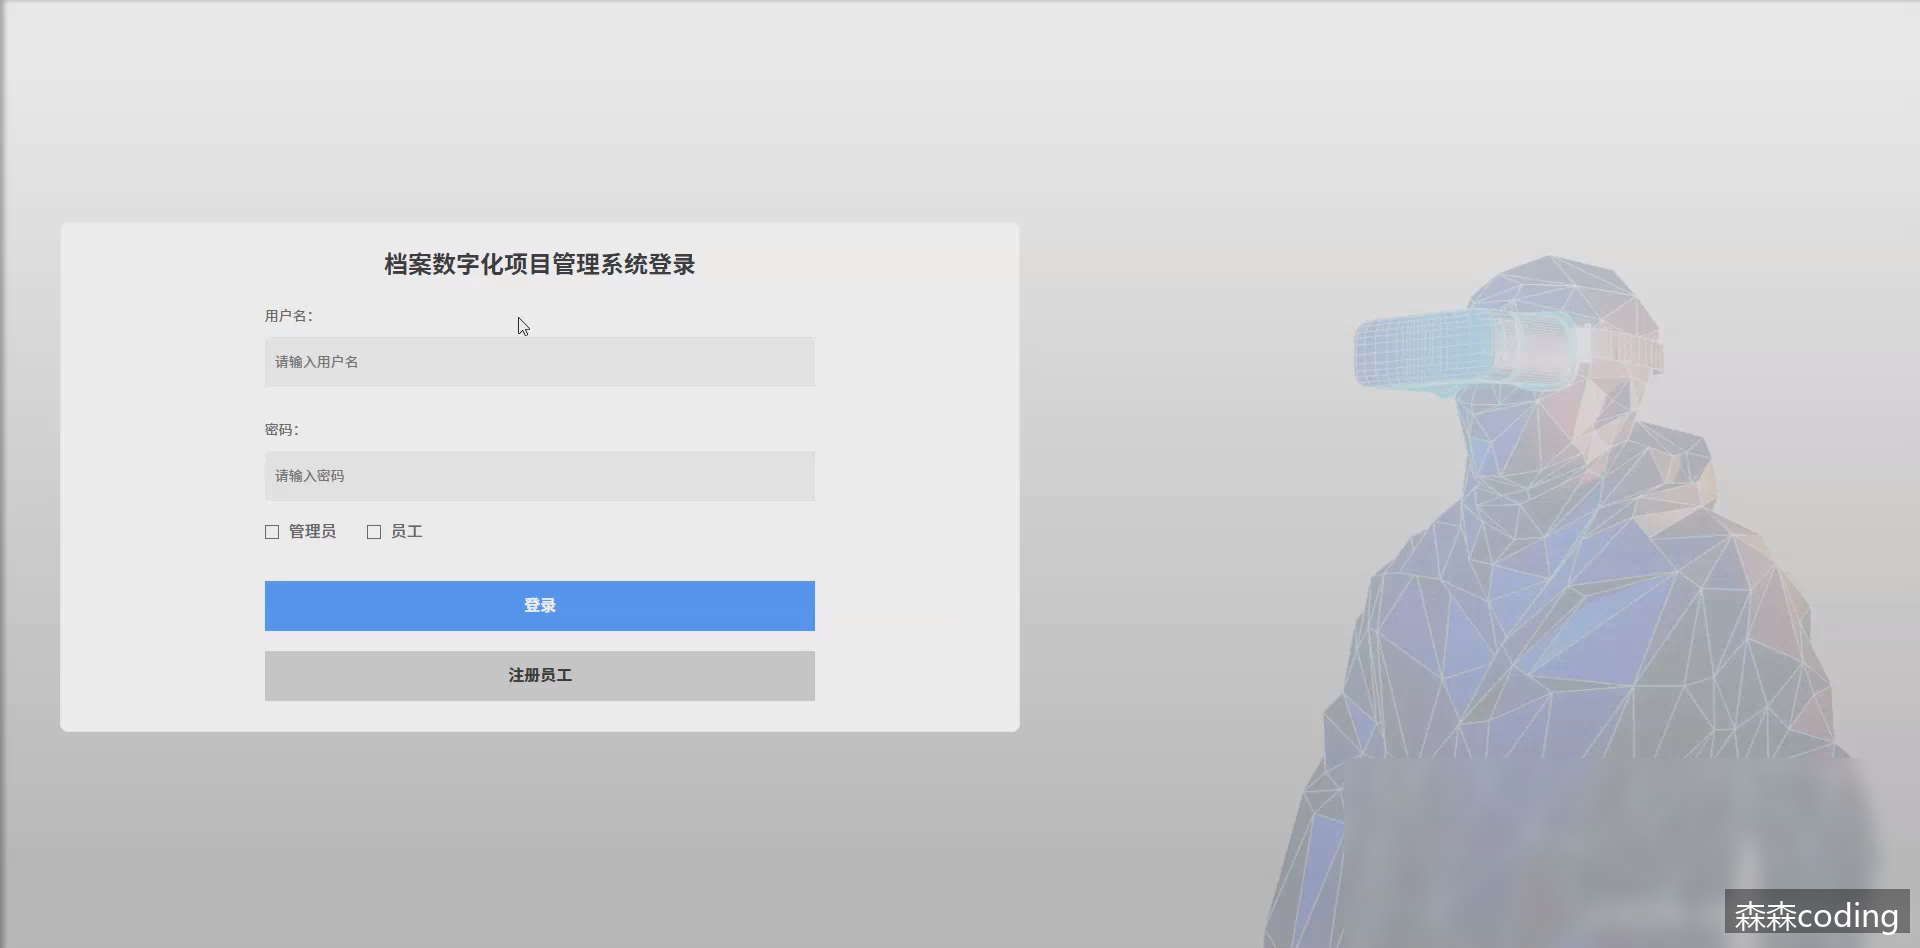 档案数字化项目管理系统登录
用户名：
请输入用户名
密码：
请输入密码
管理员 员工
登录
注册员工
森森coding